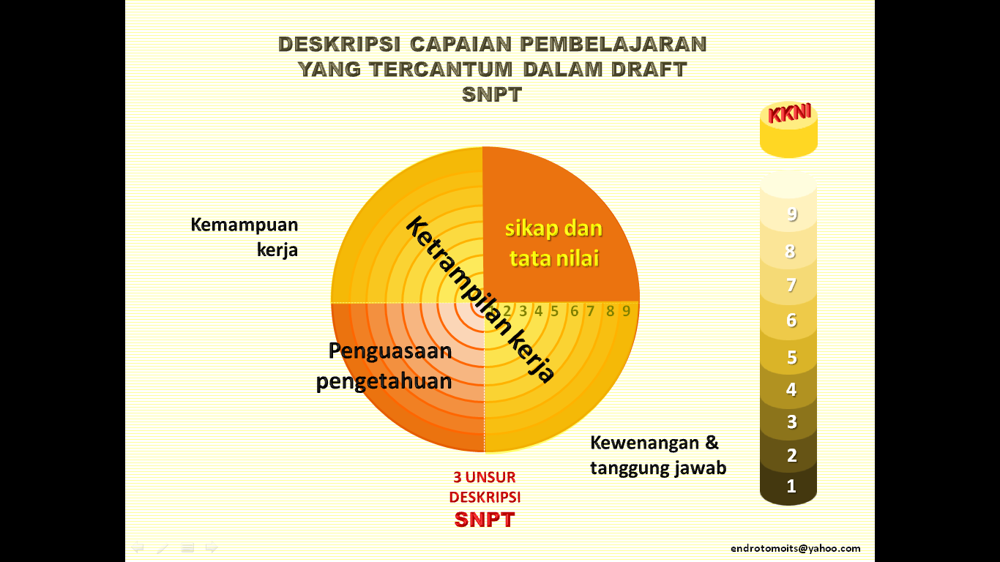 DESKRIPSI CAPAIAN PEMBELAJARAN
YANG TERCANTUM DALAM DRAFT
SNPT
KKNI
Kemampuan
kerja
sikap dan
tata nilai
Ketrampilan kerja
2 3 4 5 6 7 8 9
Penguasaan
pengetahuan
Kewenangan &
tanggung jawab
9
8
7
6
5
4
3
2
1
3 UNSUR
DESKRIPSI
SNPT
endrotomoits@yahoo.com